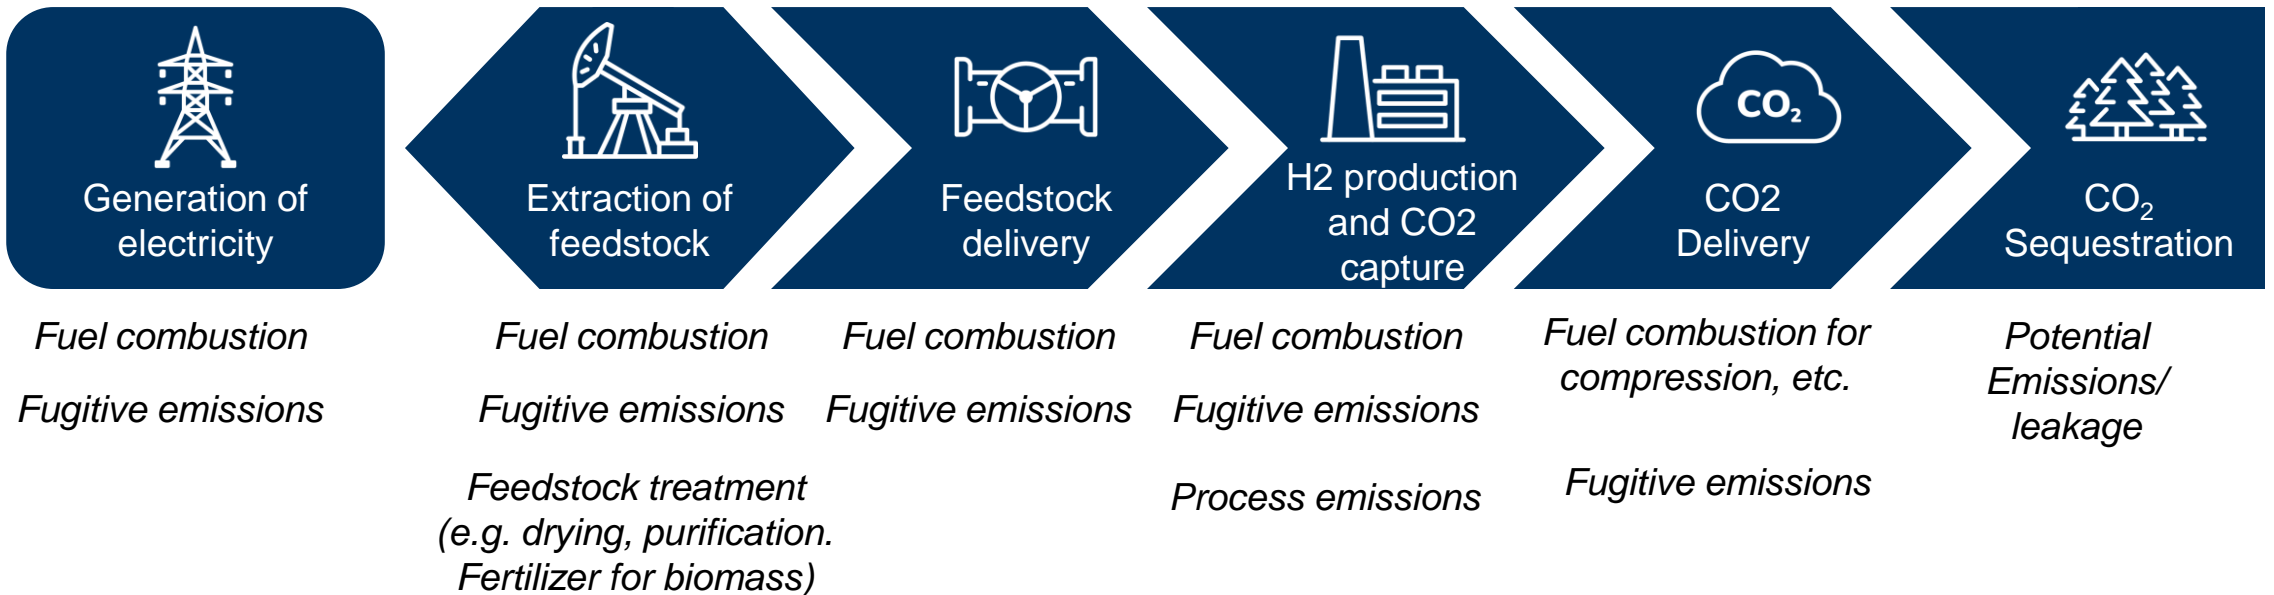 Generation of
electricity
Extraction of
feedstock
Feedstock
delivery
H2 production
and CO2
capture
CO₂
CO2
Delivery
CO₂
Sequestration
Fuel combustion
Fugitive emissions
Fuel combustion
Fugitive emissions
Feedstock treatment
(e.g. drying, purification.
Fertilizer for biomass)
Fuel combustion
Fugitive emissions
Fuel combustion
Fugitive emissions
Process emissions
Fuel combustion for
compression, etc.
Fugitive emissions
Potential
Emissions/
leakage